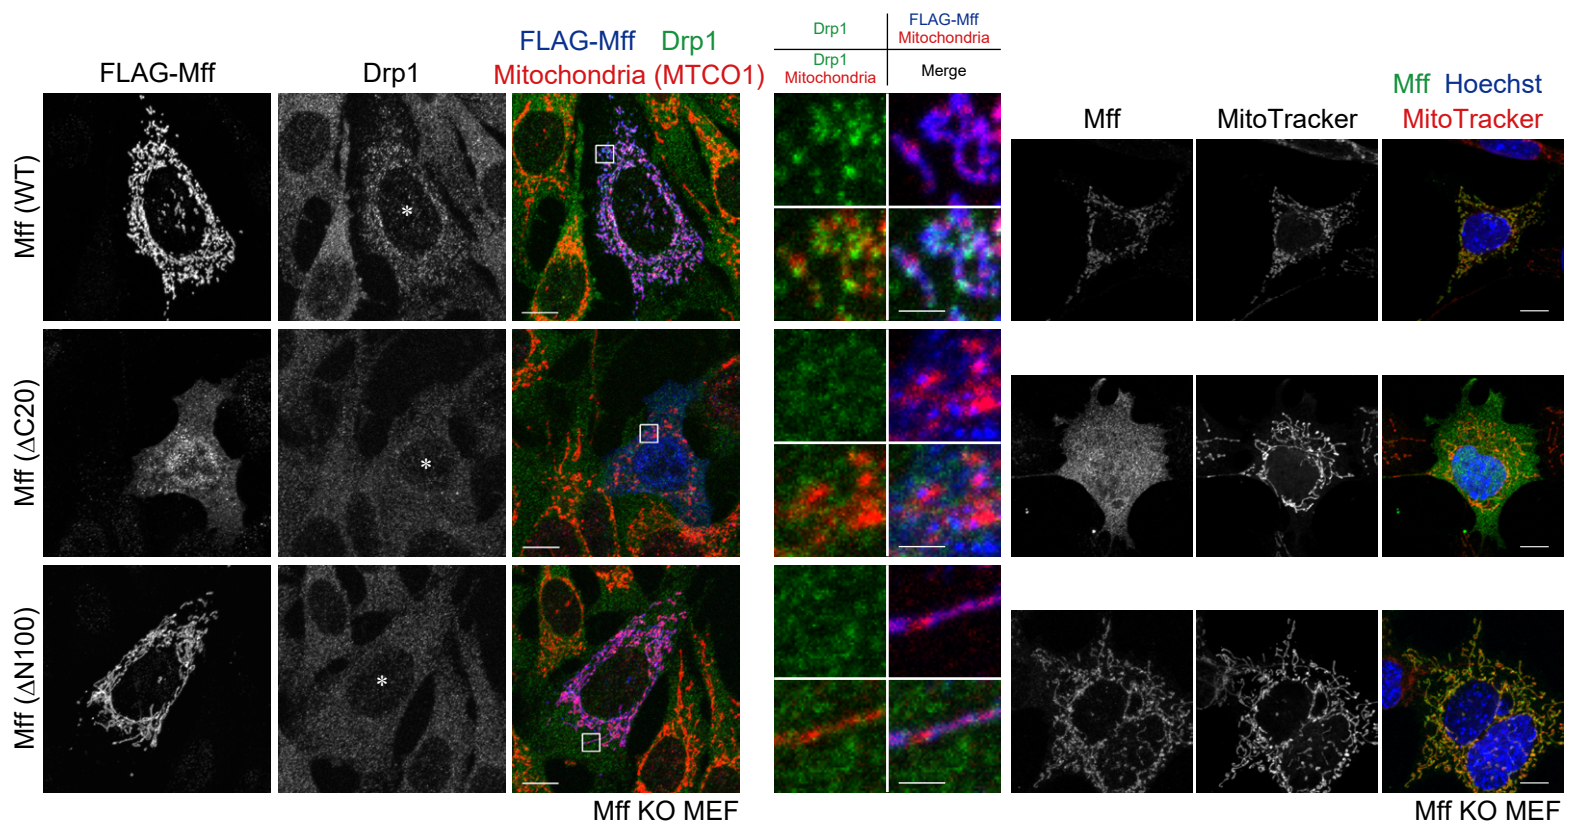 FLAG-Mff
Drp1
FLAG-Mff Drp1
Mitochondria (MTCO1)
Drp1
FLAG-Mff
Mitochondria
Drp1
Mitochondria
Merge
Mff
MitoTracker
Mff Hoechst
MitoTracker
Mff (WT)
*
Mff (ΔC20)
*
Mff (ΔN100)
*
Mff KO MEF
Mff KO MEF